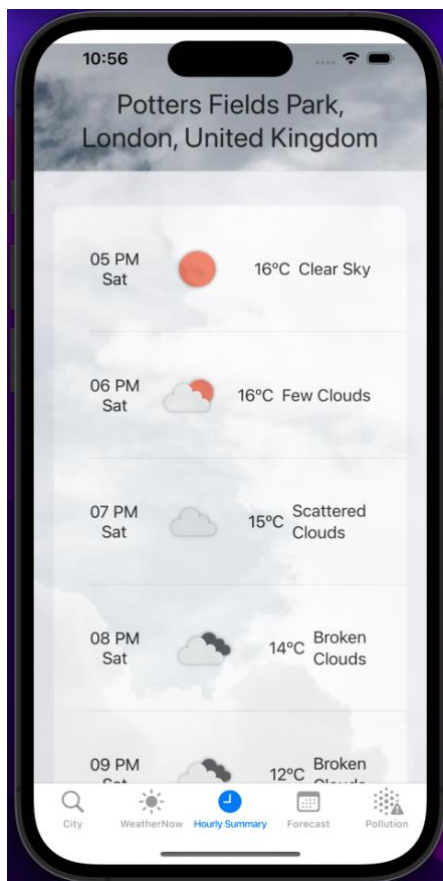 10:56
Potters Fields Park,
London, United Kingdom
05 PM
Sat
16°C Clear Sky
06 PM
Sat
16°C Few Clouds
07 PM
Sat
15°C Scattered
Clouds
08 PM
Sat
14°C Broken
Clouds
09 PM
Sat
12°C Broken
Clouds
City WeatherNow Hourly Summary Forecast Pollution